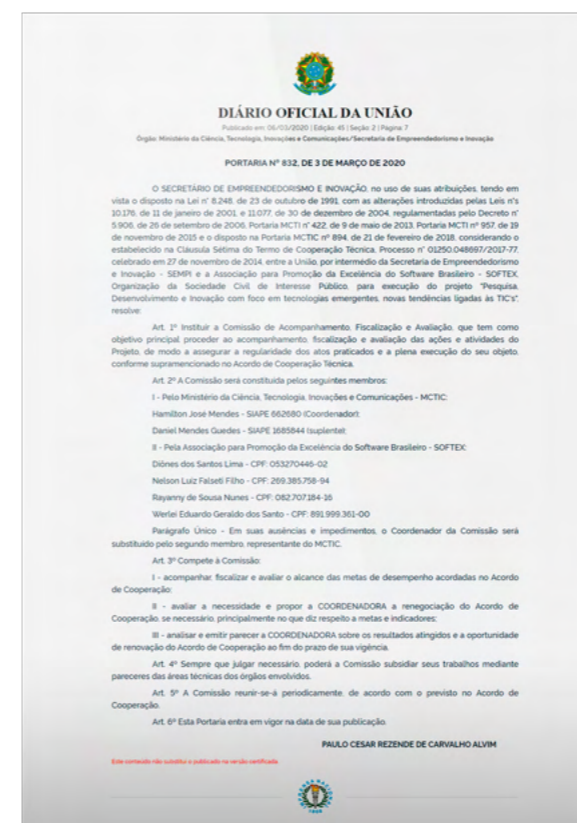 DIÁRIO OFICIAL DA UNIÃO
Publicado em: 06/03/2020 | Edição: 45 | Seção: 2 | Página: 7
Órgão: Ministério da Ciência, Tecnologia, Inovações e Comunicações/Secretaria de Empreendedorismo e Inovação
PORTARIA Nº 832, DE 3 DE MARÇO DE 2020
O SECRETÁRIO DE EMPREENDEDORISMO E INOVAÇÃO, no uso de suas atribuições, tendo em
vista o disposto na Lei nº 8.248, de 23 de outubro de 1991, com as alterações introduzidas pelas Leis n's
10.176, de 11 de janeiro de 2001, e 11.077, de 30 de dezembro de 2004, regulamentadas pelo Decreto n°
5.906, de 26 de setembro de 2006, Portaria MCTI n° 422, de 9 de maio de 2013, Portaria MCTI nº 957, de 19
de novembro de 2015 e o disposto na Portaria MCTIC nº 894, de 21 de fevereiro de 2018, considerando o
estabelecido na Cláusula Sétima do Termo de Cooperação Técnica, Processo n° 01250.048697/2017-77,
celebrado em 27 de novembro de 2014, entre a União, por intermédio da Secretaria de Empreendedorismo
e Inovação - SEMPI e a Associação para Promoção da Excelência do Software Brasileiro - SOFTEX,
Organização da Sociedade Civil de Interesse Público, para execução do projeto "Pesquisa,
Desenvolvimento e Inovação com foco em tecnologias emergentes, novas tendências ligadas às TIC's",
resolve:
Art. 1º Instituir a Comissão de Acompanhamento, Fiscalização e Avaliação, que tem como
objetivo principal proceder ao acompanhamento, fiscalização e avaliação das ações e atividades do
Projeto, de modo a assegurar a regularidade dos atos praticados e a plena execução do seu objeto,
conforme supramencionado no Acordo de Cooperação Técnica.
Art. 2º A Comissão será constituída pelos seguintes membros:
I - Pelo Ministério da Ciência, Tecnologia, Inovações e Comunicações - MCTIC:
Hamilton José Mendes - SIAPE 662680 (Coordenador);
Daniel Mendes Guedes - SIAPE 1685844 (suplente);
II - Pela Associação para Promoção da Excelência do Software Brasileiro - SOFTEX:
Diônes dos Santos Lima - CPF: 053270446-02
Nelson Luiz Falseti Filho - CPF: 269.385.758-94
Rayanny de Sousa Nunes - CPF: 082.707.184-16
Werlei Eduardo Geraldo dos Santo - CPF: 891.999.361-00
Parágrafo Único - Em suas ausências e impedimentos, o Coordenador da Comissão será
substituído pelo segundo membro, representante do MCTIC.
Art. 3º Compete à Comissão:
I - acompanhar, fiscalizar e avaliar o alcance das metas de desempenho acordadas no Acordo
de Cooperação;
II - avaliar a necessidade e propor a COORDENADORA a renegociação do Acordo de
Cooperação, se necessário, principalmente no que diz respeito a metas e indicadores;
III - analisar e emitir parecer a COORDENADORA sobre os resultados atingidos e a oportunidade
de renovação do Acordo de Cooperação ao fim do prazo de sua vigência.
Art. 4º Sempre que julgar necessário, poderá a Comissão subsidiar seus trabalhos mediante
pareceres das áreas técnicas dos órgãos envolvidos.
Art. 5º A Comissão reunir-se-á periodicamente, de acordo com o previsto no Acordo de
Cooperação.
Art. 6º Esta Portaria entra em vigor na data de sua publicação.
PAULO CESAR REZENDE DE CARVALHO ALVIM
Este conteúdo não substitui o publicado na versão certificada.